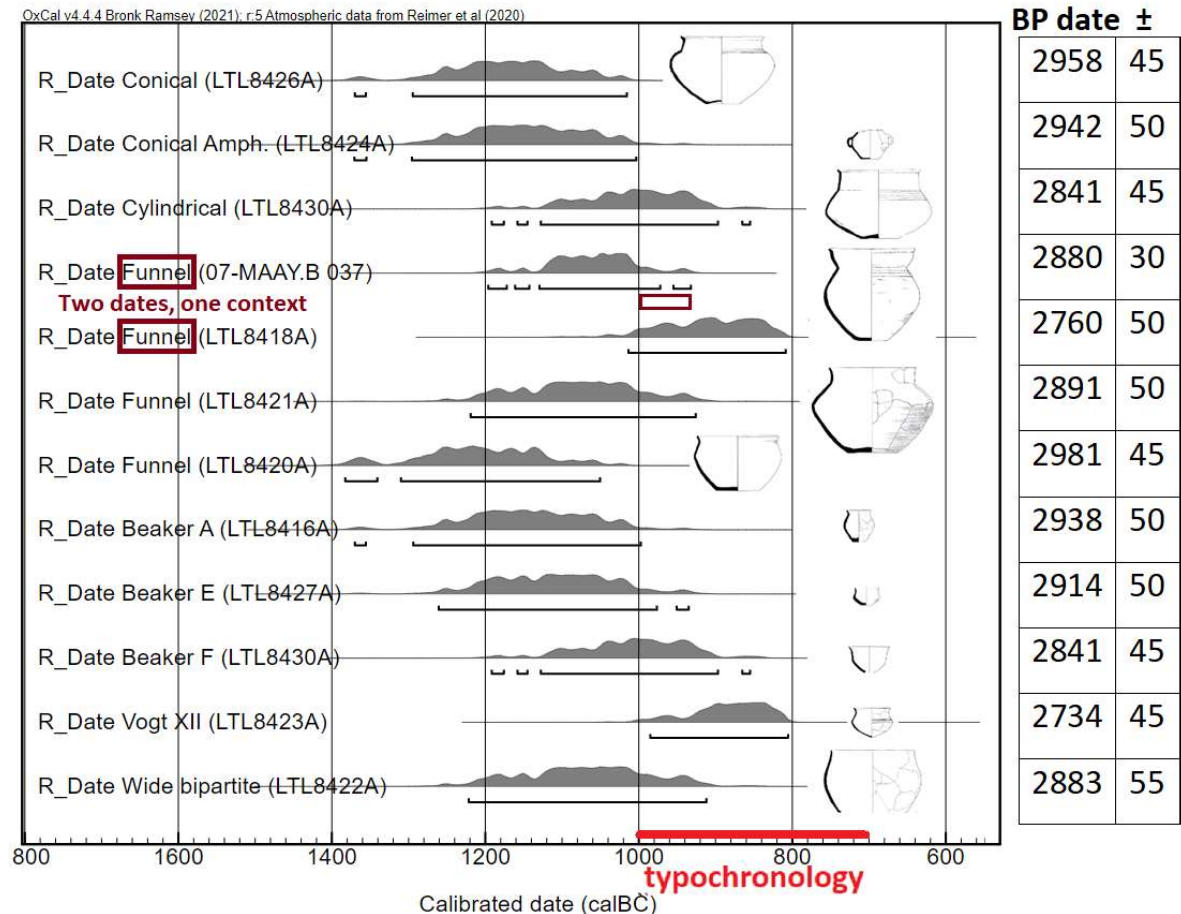 OxCal v4.4.4 Bronk Ramsey (2021); r:5 Atmospheric data from Reimer et al (2020)
BP date ±
R_Date Conical (LTL8426A)
2958 45
R_Date Conical Amph. (LTL8424A)
2942 50
R_Date Cylindrical (LTL8430A)
2841 45
R_Date Funnel (07-MAAY.B 037)
2880 30
Two dates, one context
R_Date Funnel (LTL8418A)
2760 50
R_Date Funnel (LTL8421A)
2891 50
R_Date Funnel (LTL8420A)
2981 45
R_Date Beaker A (LTL8416A)
2938 50
R_Date Beaker E (LTL8427A)
2914 50
R_Date Beaker F (LTL8430A)
2841 45
R_Date Vogt XII (LTL8423A)
2734 45
R_Date Wide bipartite (LTL8422A)
2883 55
800 1600 1400 1200 1000 800 600
typochronology
Calibrated date (calBC)